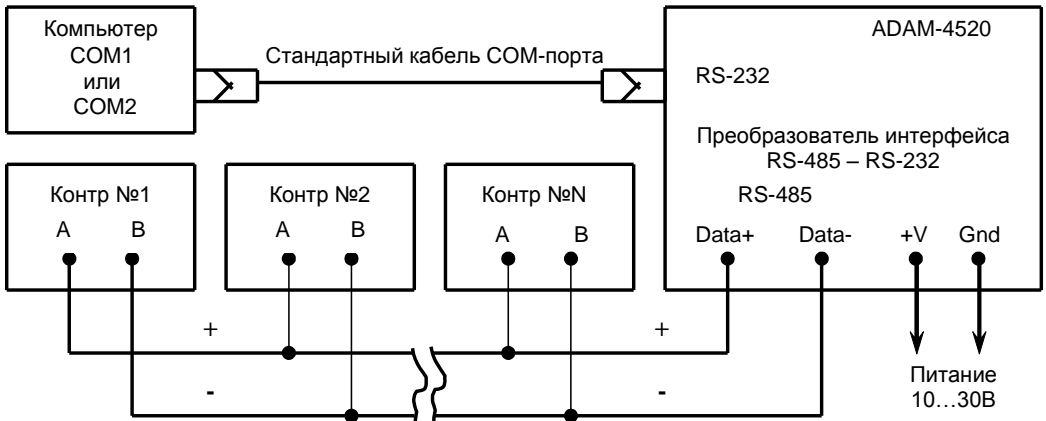 Компьютер
COM1
или
COM2
Стандартный кабель COM-порта
ADAM-4520
RS-232
Преобразователь интерфейса
RS-485 – RS-232
RS-485
Data+ Data- +V Gnd
Контр №1
A B
Контр №2
A B
Контр №N
A B
+ +
- -
Питание
10…30В